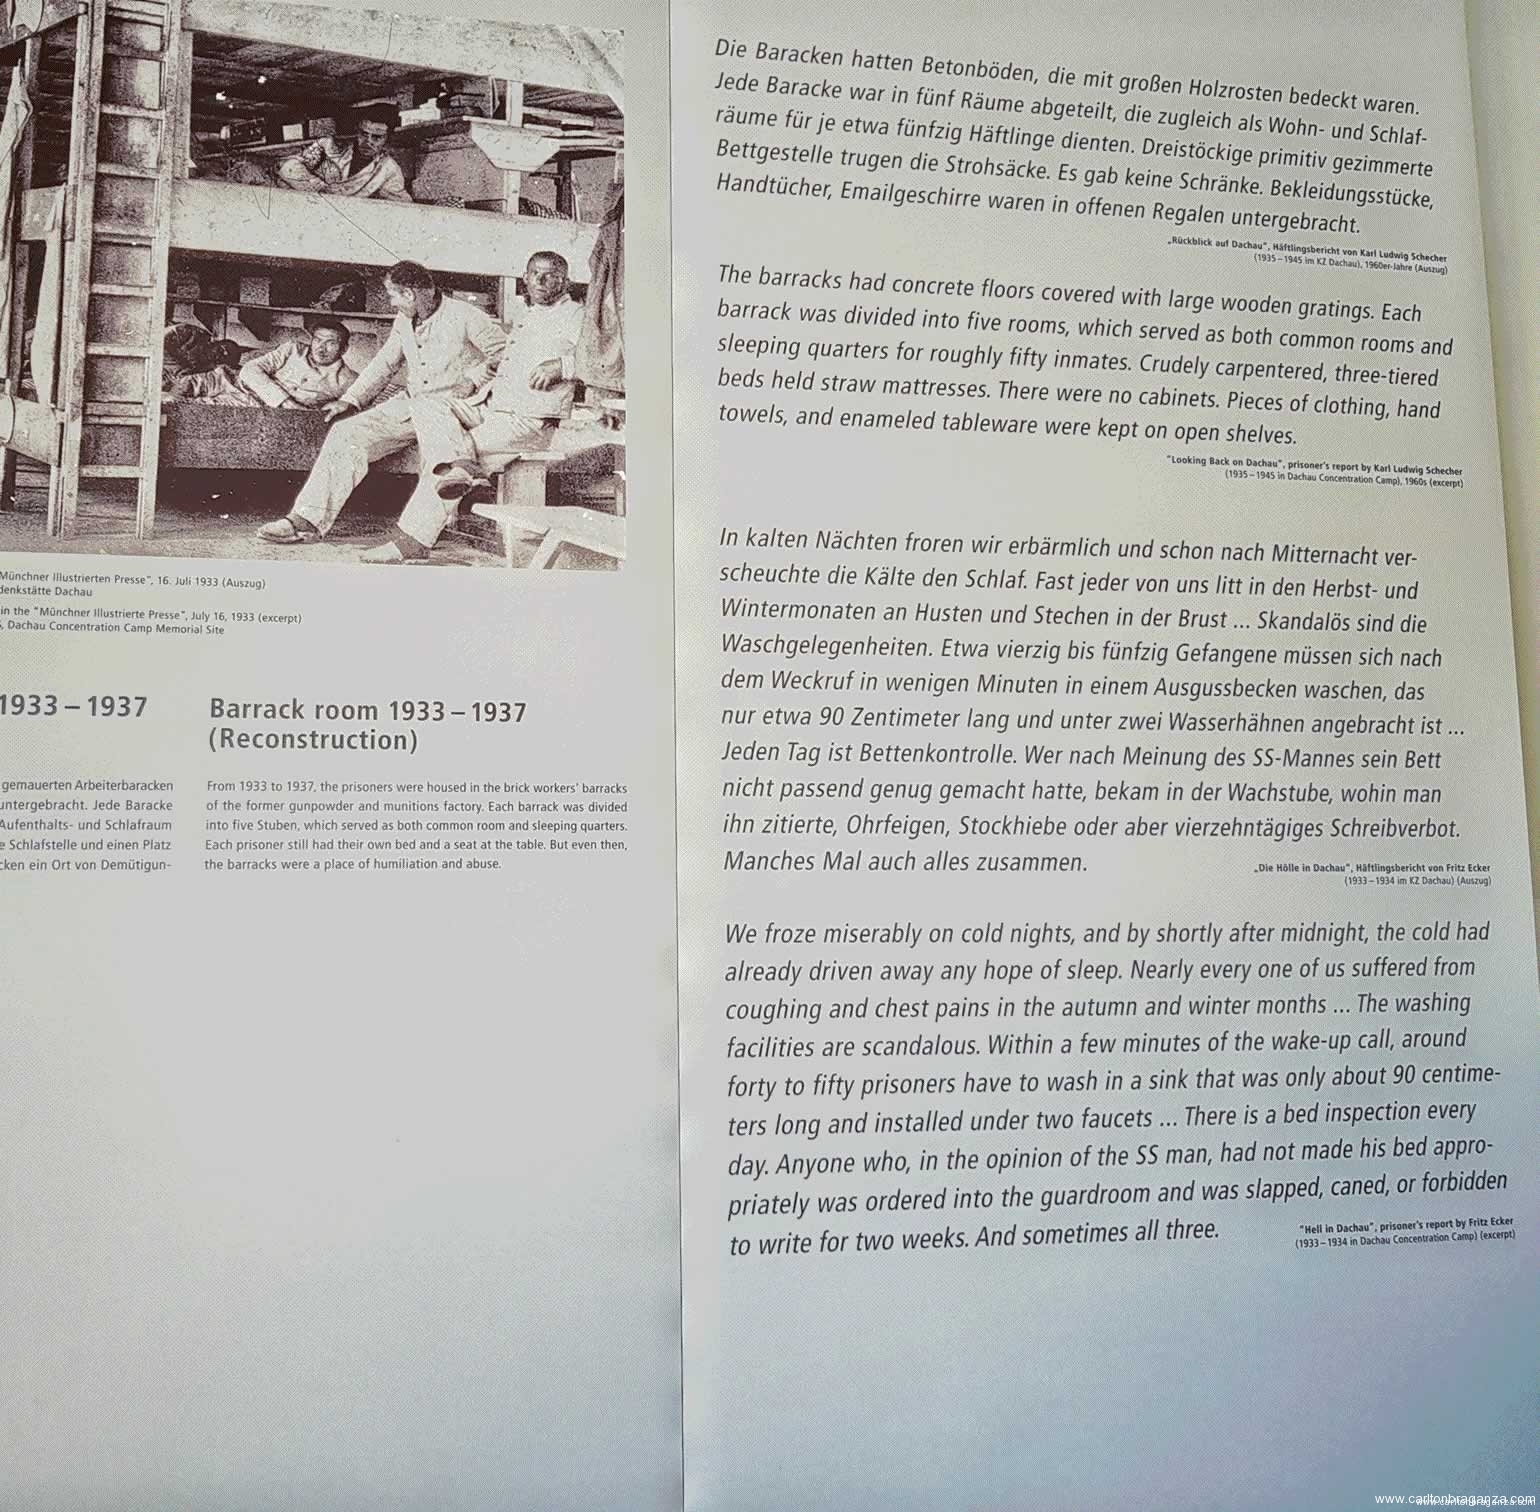 Münchner Illustrierten Presse", 16. Juli 1933 (Auszug)
denkstätte Dachau
in the "Münchner Illustrierte Presse", July 16, 1933 (excerpt)
, Dachau Concentration Camp Memorial Site
1933 – 1937
gemauerten Arbeiterbaracken
untergebracht. Jede Baracke
Aufenthalts- und Schlafraum
e Schlafstelle und einen Platz
cken ein Ort von Demütigun-
Barrack room 1933 – 1937
(Reconstruction)
From 1933 to 1937, the prisoners were housed in the brick workers' barracks
of the former gunpowder and munitions factory. Each barrack was divided
into five Stuben, which served as both common room and sleeping quarters.
Each prisoner still had their own bed and a seat at the table. But even then,
the barracks were a place of humiliation and abuse.
Die Baracken hatten Betonböden, die mit großen Holzrosten bedeckt waren.
Jede Baracke war in fünf Räume abgeteilt, die zugleich als Wohn- und Schlaf-
räume für je etwa fünfzig Häftlinge dienten. Dreistöckige primitiv gezimmerte
Bettgestelle trugen die Strohsäcke. Es gab keine Schränke. Bekleidungsstücke,
Handtücher, Emailgeschirre waren in offenen Regalen untergebracht.
„Rückblick auf Dachau", Häftlingsbericht von Karl Ludwig Schecher
(1935 – 1945 im KZ Dachau), 1960er-Jahre (Auszug)
The barracks had concrete floors covered with large wooden gratings. Each
barrack was divided into five rooms, which served as both common rooms and
sleeping quarters for roughly fifty inmates. Crudely carpentered, three-tiered
beds held straw mattresses. There were no cabinets. Pieces of clothing, hand
towels, and enameled tableware were kept on open shelves.
"Looking Back on Dachau", prisoner's report by Karl Ludwig Schecher
(1935 – 1945 in Dachau Concentration Camp), 1960s (excerpt)
In kalten Nächten froren wir erbärmlich und schon nach Mitternacht ver-
scheuchte die Kälte den Schlaf. Fast jeder von uns litt in den Herbst- und
Wintermonaten an Husten und Stechen in der Brust ... Skandalös sind die
Waschgelegenheiten. Etwa vierzig bis fünfzig Gefangene müssen sich nach
dem Weckruf in wenigen Minuten in einem Ausgussbecken waschen, das
nur etwa 90 Zentimeter lang und unter zwei Wasserhähnen angebracht ist ...
Jeden Tag ist Bettenkontrolle. Wer nach Meinung des SS-Mannes sein Bett
nicht passend genug gemacht hatte, bekam in der Wachstube, wohin man
ihn zitierte, Ohrfeigen, Stockhiebe oder aber vierzehntägiges Schreibverbot.
Manches Mal auch alles zusammen.
„Die Hölle in Dachau", Häftlingsbericht von Fritz Ecker
(1933 – 1934 im KZ Dachau) (Auszug)
We froze miserably on cold nights, and by shortly after midnight, the cold had
already driven away any hope of sleep. Nearly every one of us suffered from
coughing and chest pains in the autumn and winter months ... The washing
facilities are scandalous. Within a few minutes of the wake-up call, around
forty to fifty prisoners have to wash in a sink that was only about 90 centime-
ters long and installed under two faucets ... There is a bed inspection every
day. Anyone who, in the opinion of the SS man, had not made his bed appro-
priately was ordered into the guardroom and was slapped, caned, or forbidden
to write for two weeks. And sometimes all three.
"Hell in Dachau", prisoner's report by Fritz Ecker
(1933 – 1934 in Dachau Concentration Camp) (excerpt)
www.carltonbraganza.com